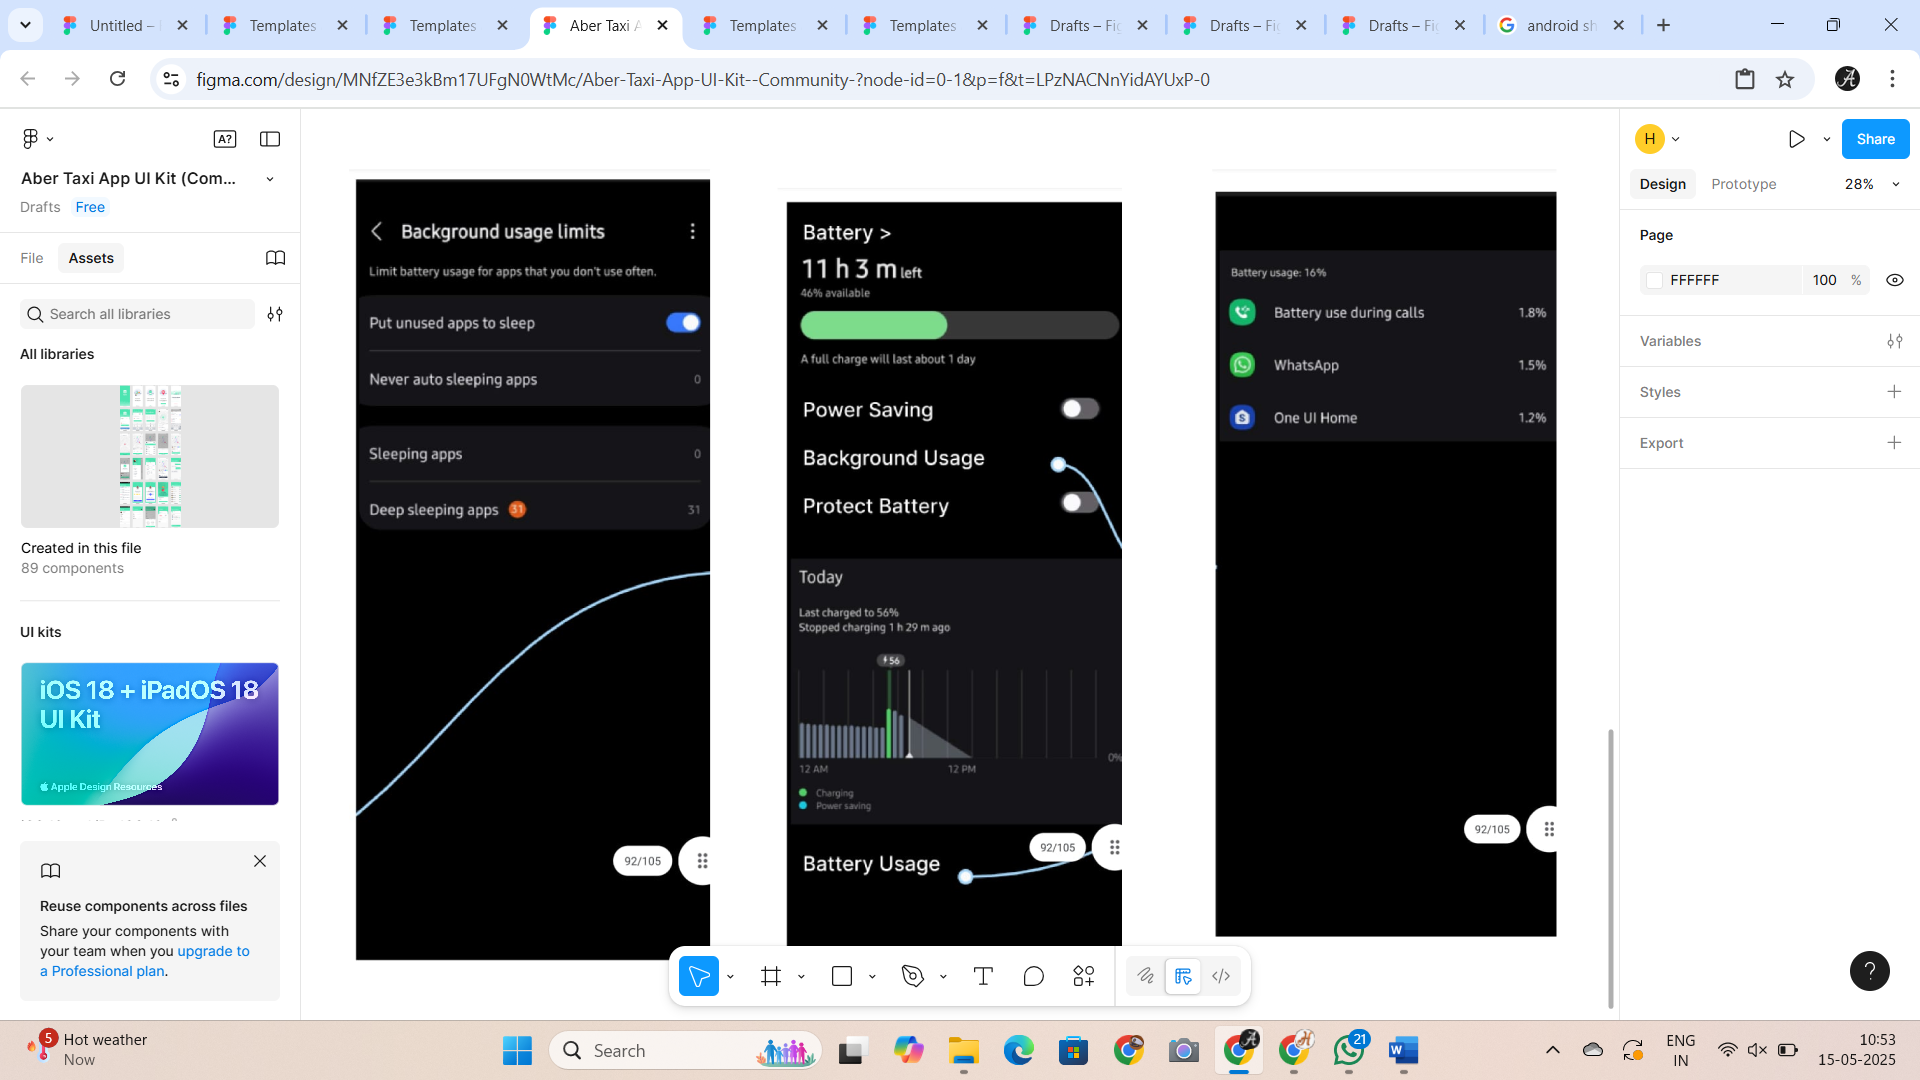 Untitled –
Templates
Templates
Aber Taxi A
Templates
Templates
Drafts – Fig
Drafts – Fig
Drafts – Fig
android sh
figma.com/design/MNfZE3e3kBm17UFgN0WtMc/Aber-Taxi-App-UI-Kit--Community-?node-id=0-1&p=f&t=LPzNACNnYidAYUxP-0
A?
Aber Taxi App UI Kit (Com...
Drafts Free
File Assets
Search all libraries
All libraries
Created in this file
89 components
UI kits
iOS 18 + iPadOS 18
UI Kit
Apple Design Resources
Reuse components across files
Share your components with
your team when you upgrade to
a Professional plan.
Background usage limits
Limit battery usage for apps that you don't use often.
Put unused apps to sleep
Never auto sleeping apps 0
Sleeping apps 0
Deep sleeping apps 31 31
92/105
Battery >
11 h 3 m left
46% available
A full charge will last about 1 day
Power Saving
Background Usage
Protect Battery
Today
Last charged to 56%
Stopped charging 1 h 29 m ago
56
0%
12 AM 12 PM
Charging
Power saving
92/105
Battery Usage
Battery usage: 16%
Battery use during calls 1.8%
WhatsApp 1.5%
One UI Home 1.2%
92/105
H
Share
Design Prototype 28%
Page
FFFFFF 100 %
Variables
Styles
Export
?
5
Hot weather
Now
Search
21
ENG
IN
10:53
15-05-2025